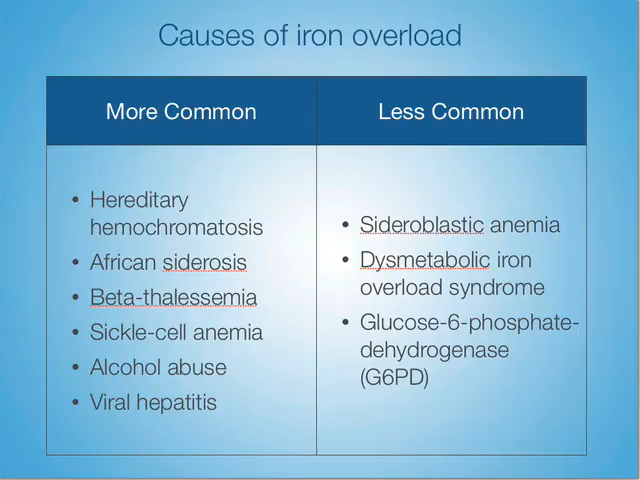 Causes of iron overload
More Common
Less Common
• Hereditary
hemochromatosis
• African siderosis
• Beta-thalessemia
• Sickle-cell anemia
• Alcohol abuse
• Viral hepatitis
• Sideroblastic anemia
• Dysmetabolic iron
overload syndrome
• Glucose-6-phosphate-
dehydrogenase
(G6PD)